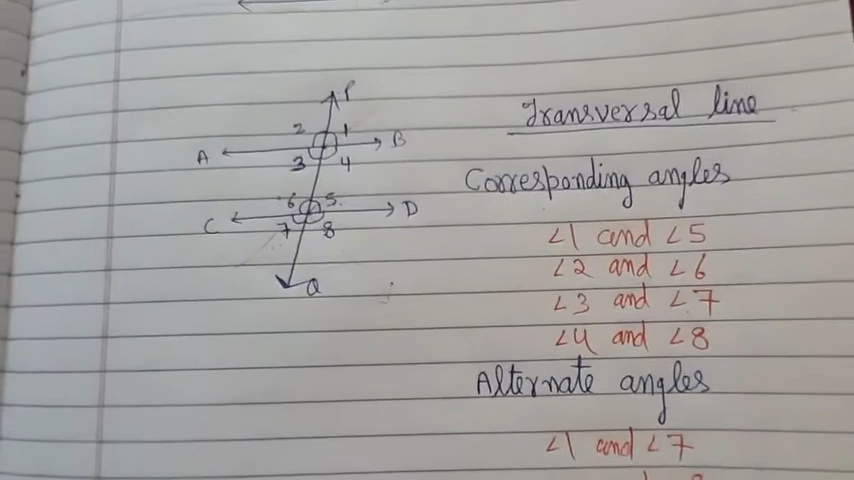 P
2 1
A B
3 4
6 5
C D
7 8
Q
Transversal line
Corresponding angles
∠1 and ∠5
∠2 and ∠6
∠3 and ∠7
∠4 and ∠8
Alternate angles
∠1 and ∠7